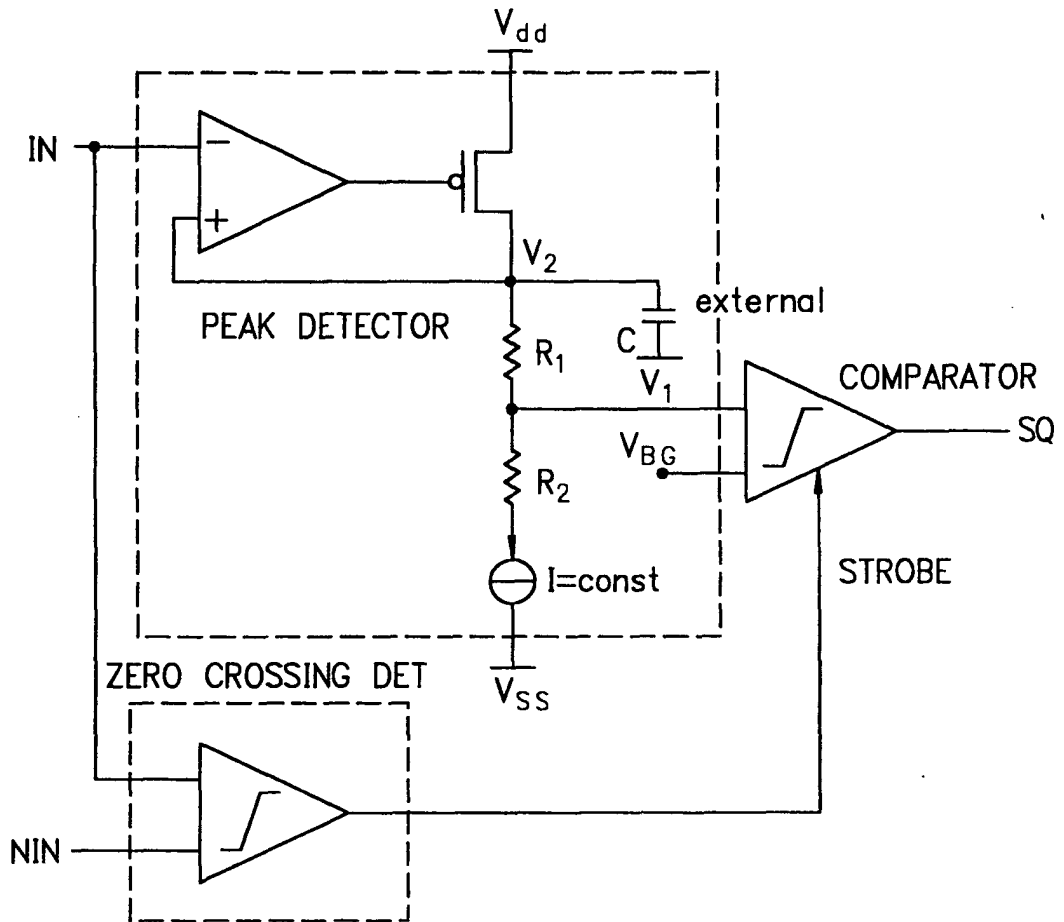 Vdd
IN
−
+
V2
PEAK DETECTOR
external
C
R1
V1
COMPARATOR
SQ
VBG
R2
I=const
STROBE
ZERO CROSSING DET
VSS
NIN